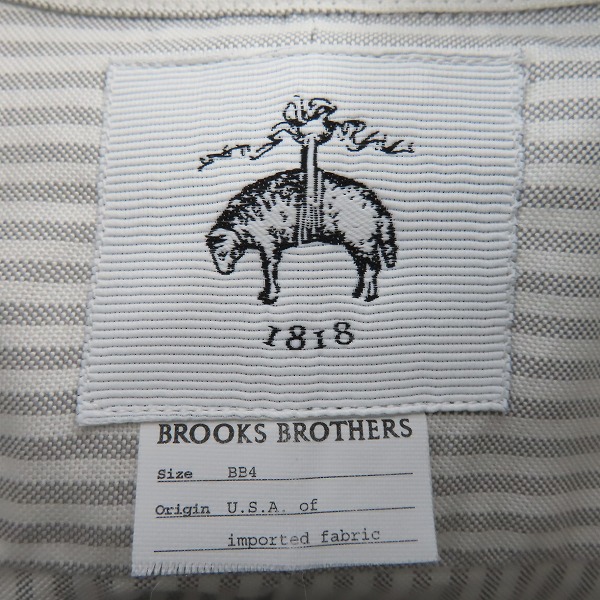 1818
BROOKS BROTHERS
Size BB4
Origin U.S.A. of
imported fabric